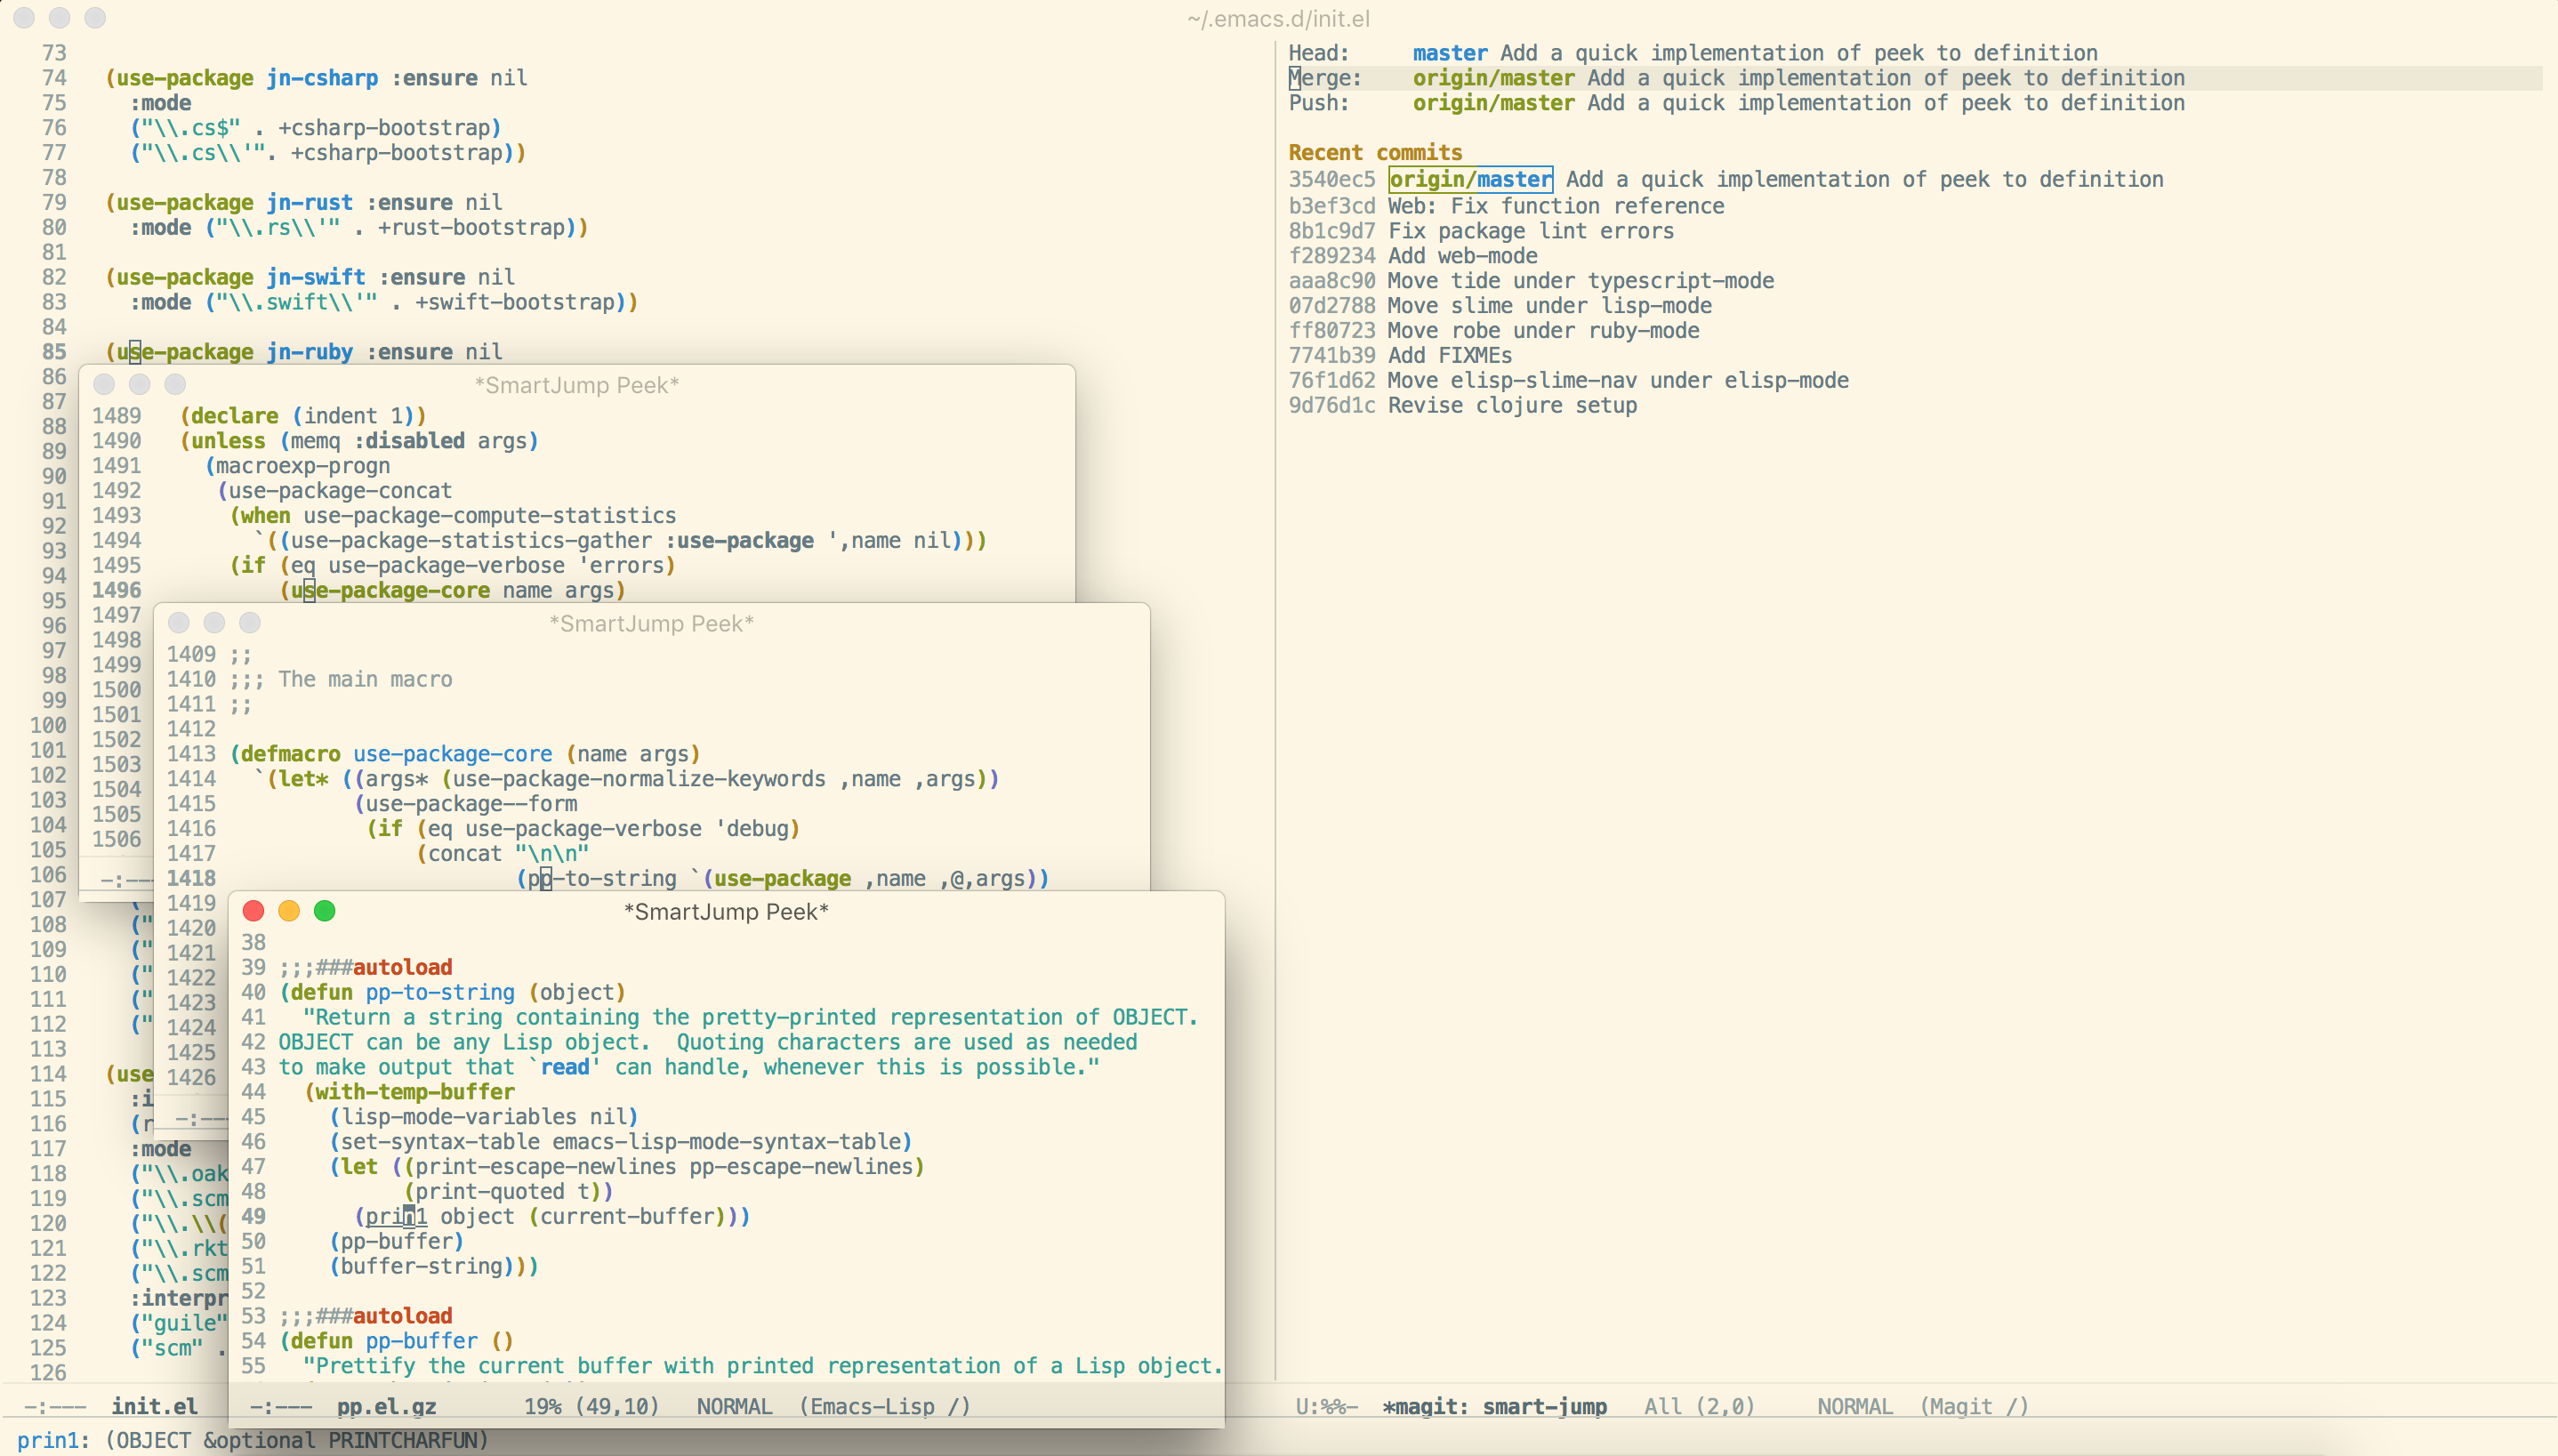 ~/.emacs.d/init.el
73
74 (use-package jn-csharp :ensure nil
75 :mode
76 ("\\.cs$" . +csharp-bootstrap)
77 ("\\.cs\\'". +csharp-bootstrap))
78
79 (use-package jn-rust :ensure nil
80 :mode ("\\.rs\\'" . +rust-bootstrap))
81
82 (use-package jn-swift :ensure nil
83 :mode ("\\.swift\\'" . +swift-bootstrap))
84
85 (use-package jn-ruby :ensure nil
86
87
88
89
90
91
92
93
94
95
96
97
98
99
100
101
102
103
104
105
106
107 (
108 ("
109 ("
110 ("
111 ("
112 ("
113
114 (use
115 :i
116 (r
117 :mode
118 ("\\.oak
119 ("\\.scm
120 ("\\.\\(
121 ("\\.rkt
122 ("\\.scm
123 :interpr
124 ("guile"
125 ("scm" .
126
-:--- init.el
*SmartJump Peek*
1489 (declare (indent 1))
1490 (unless (memq :disabled args)
1491 (macroexp-progn
1492 (use-package-concat
1493 (when use-package-compute-statistics
1494 `((use-package-statistics-gather :use-package ',name nil)))
1495 (if (eq use-package-verbose 'errors)
1496 (use-package-core name args)
1497
1498
1499
1500
1501
1502
1503
1504
1505
1506
-:---
*SmartJump Peek*
1409 ;;
1410 ;;; The main macro
1411 ;;
1412
1413 (defmacro use-package-core (name args)
1414 `(let* ((args* (use-package-normalize-keywords ,name ,args))
1415 (use-package--form
1416 (if (eq use-package-verbose 'debug)
1417 (concat "\n\n"
1418 (pp-to-string `(use-package ,name ,@,args))
1419
1420
1421
1422
1423
1424
1425
1426
-:---
*SmartJump Peek*
38
39 ;;;###autoload
40 (defun pp-to-string (object)
41 "Return a string containing the pretty-printed representation of OBJECT.
42 OBJECT can be any Lisp object.  Quoting characters are used as needed
43 to make output that `read' can handle, whenever this is possible."
44 (with-temp-buffer
45 (lisp-mode-variables nil)
46 (set-syntax-table emacs-lisp-mode-syntax-table)
47 (let ((print-escape-newlines pp-escape-newlines)
48 (print-quoted t))
49 (prin1 object (current-buffer)))
50 (pp-buffer)
51 (buffer-string)))
52
53 ;;;###autoload
54 (defun pp-buffer ()
55 "Prettify the current buffer with printed representation of a Lisp object.
-:--- pp.el.gz 19% (49,10) NORMAL (Emacs-Lisp /)
Head: master Add a quick implementation of peek to definition
Merge: origin/master Add a quick implementation of peek to definition
Push: origin/master Add a quick implementation of peek to definition
Recent commits
3540ec5 origin/master Add a quick implementation of peek to definition
b3ef3cd Web: Fix function reference
8b1c9d7 Fix package lint errors
f289234 Add web-mode
aaa8c90 Move tide under typescript-mode
07d2788 Move slime under lisp-mode
ff80723 Move robe under ruby-mode
7741b39 Add FIXMEs
76f1d62 Move elisp-slime-nav under elisp-mode
9d76d1c Revise clojure setup
U:%%- *magit: smart-jump All (2,0) NORMAL (Magit /)
prin1: (OBJECT &optional PRINTCHARFUN)